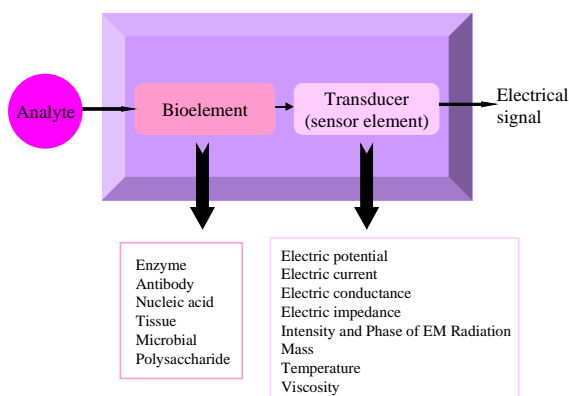 Analyte
Bioelement
Transducer
(sensor element)
Electrical
signal
Enzyme
Antibody
Nucleic acid
Tissue
Microbial
Polysaccharide
Electric potential
Electric current
Electric conductance
Electric impedance
Intensity and Phase of EM Radiation
Mass
Temperature
Viscosity